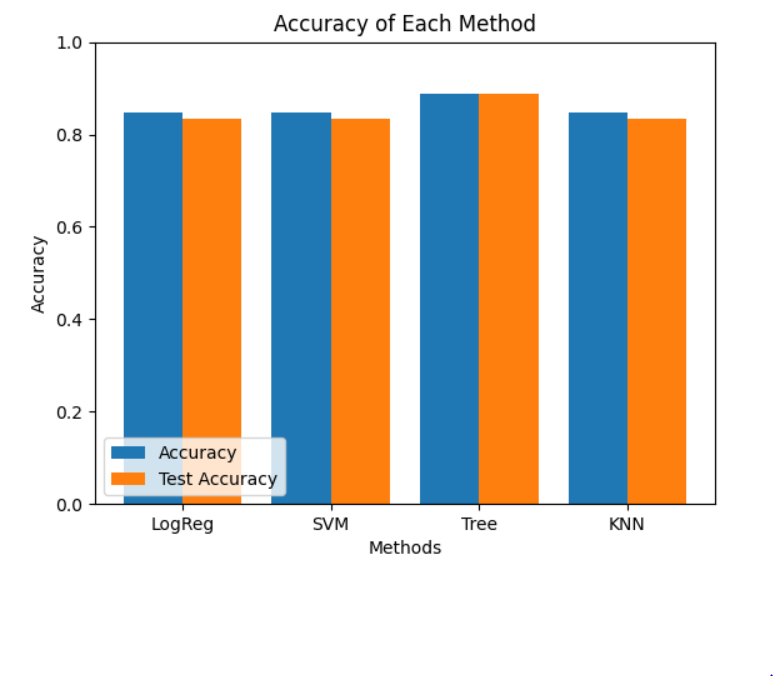 Accuracy of Each Method
1.0
0.8
0.6
0.4
0.2
0.0
Accuracy
Accuracy
Test Accuracy
LogReg SVM Tree KNN
Methods